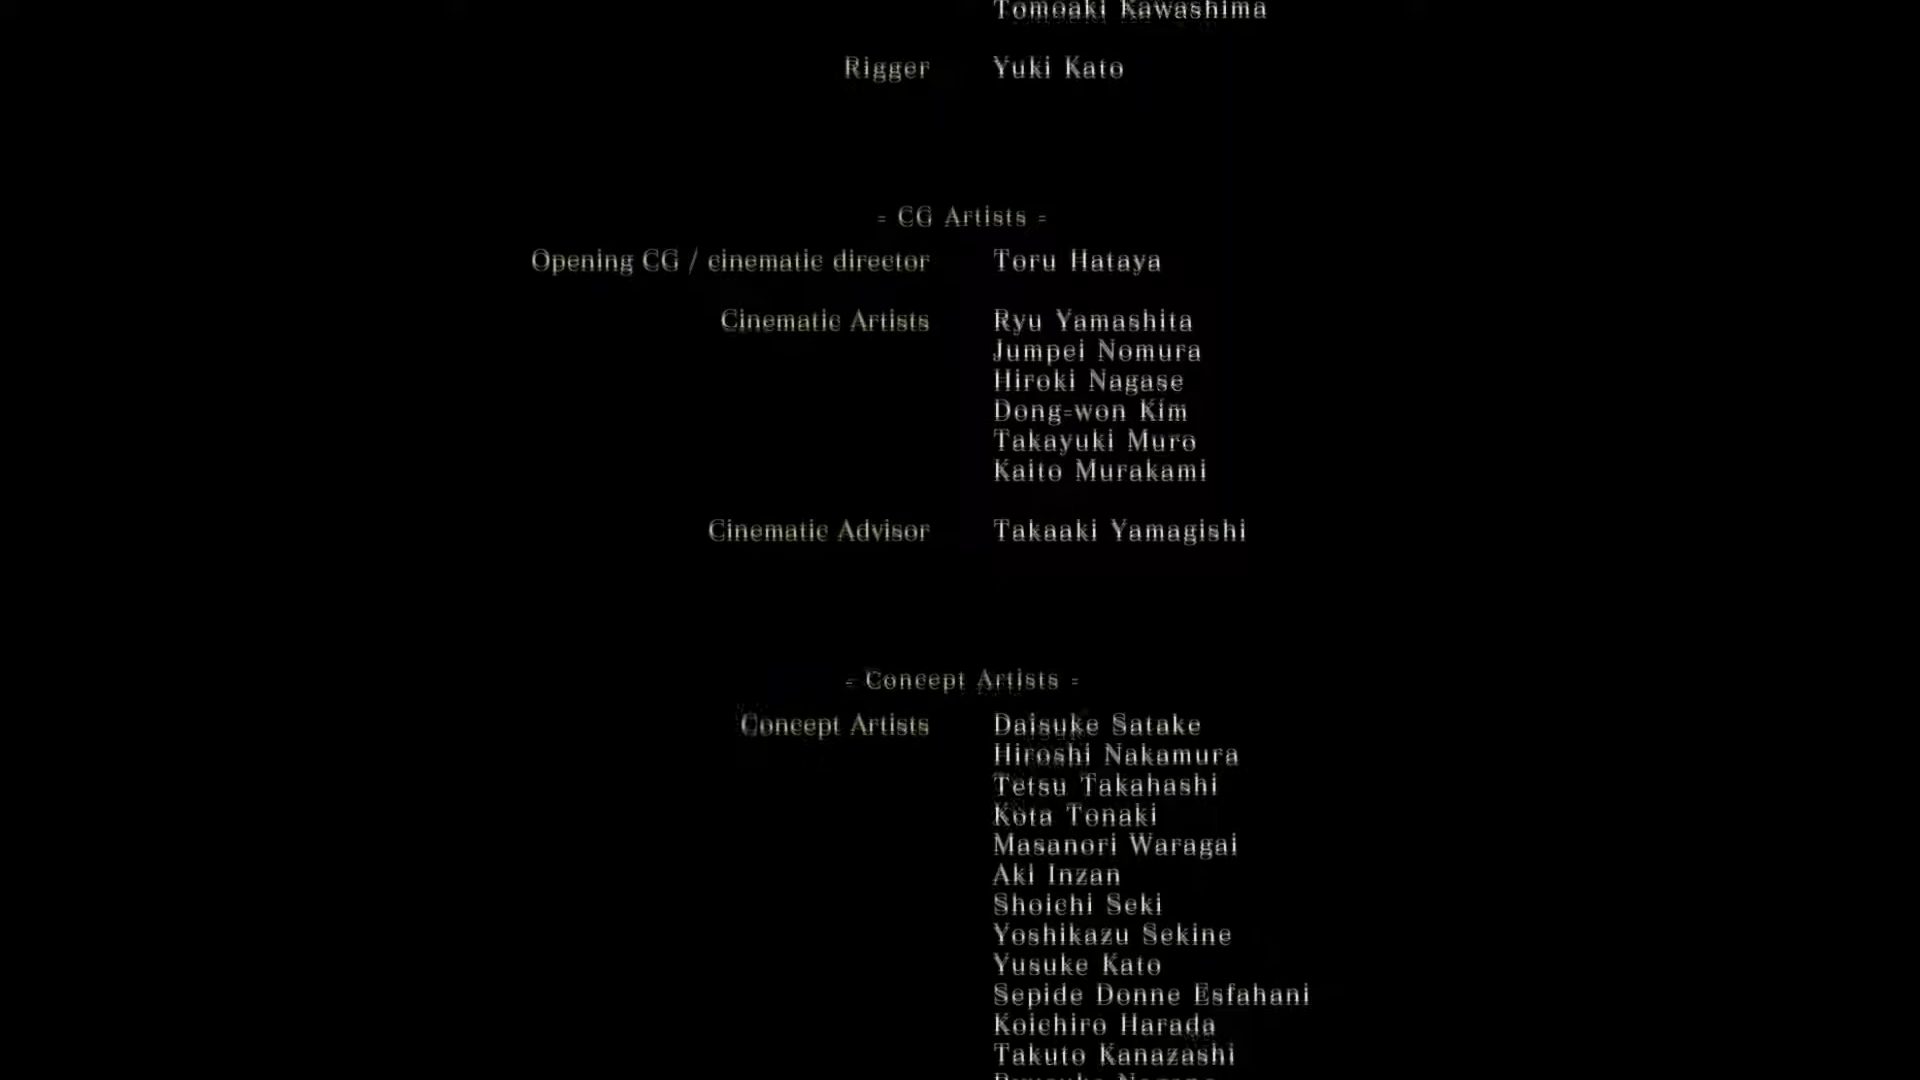 Tomoaki Kawashima
Rigger Yuki Kato
- CG Artists -
Opening CG / cinematic director Toru Hataya
Cinematic Artists Ryu Yamashita
Jumpei Nomura
Hiroki Nagase
Dong-won Kim
Takayuki Muro
Kaito Murakami
Cinematic Advisor Takaaki Yamagishi
- Concept Artists -
Concept Artists Daisuke Satake
Hiroshi Nakamura
Tetsu Takahashi
Kota Tonaki
Masanori Waragai
Aki Inzan
Shoichi Seki
Yoshikazu Sekine
Yusuke Kato
Sepide Donne Esfahani
Koichiro Harada
Takuto Kanazashi